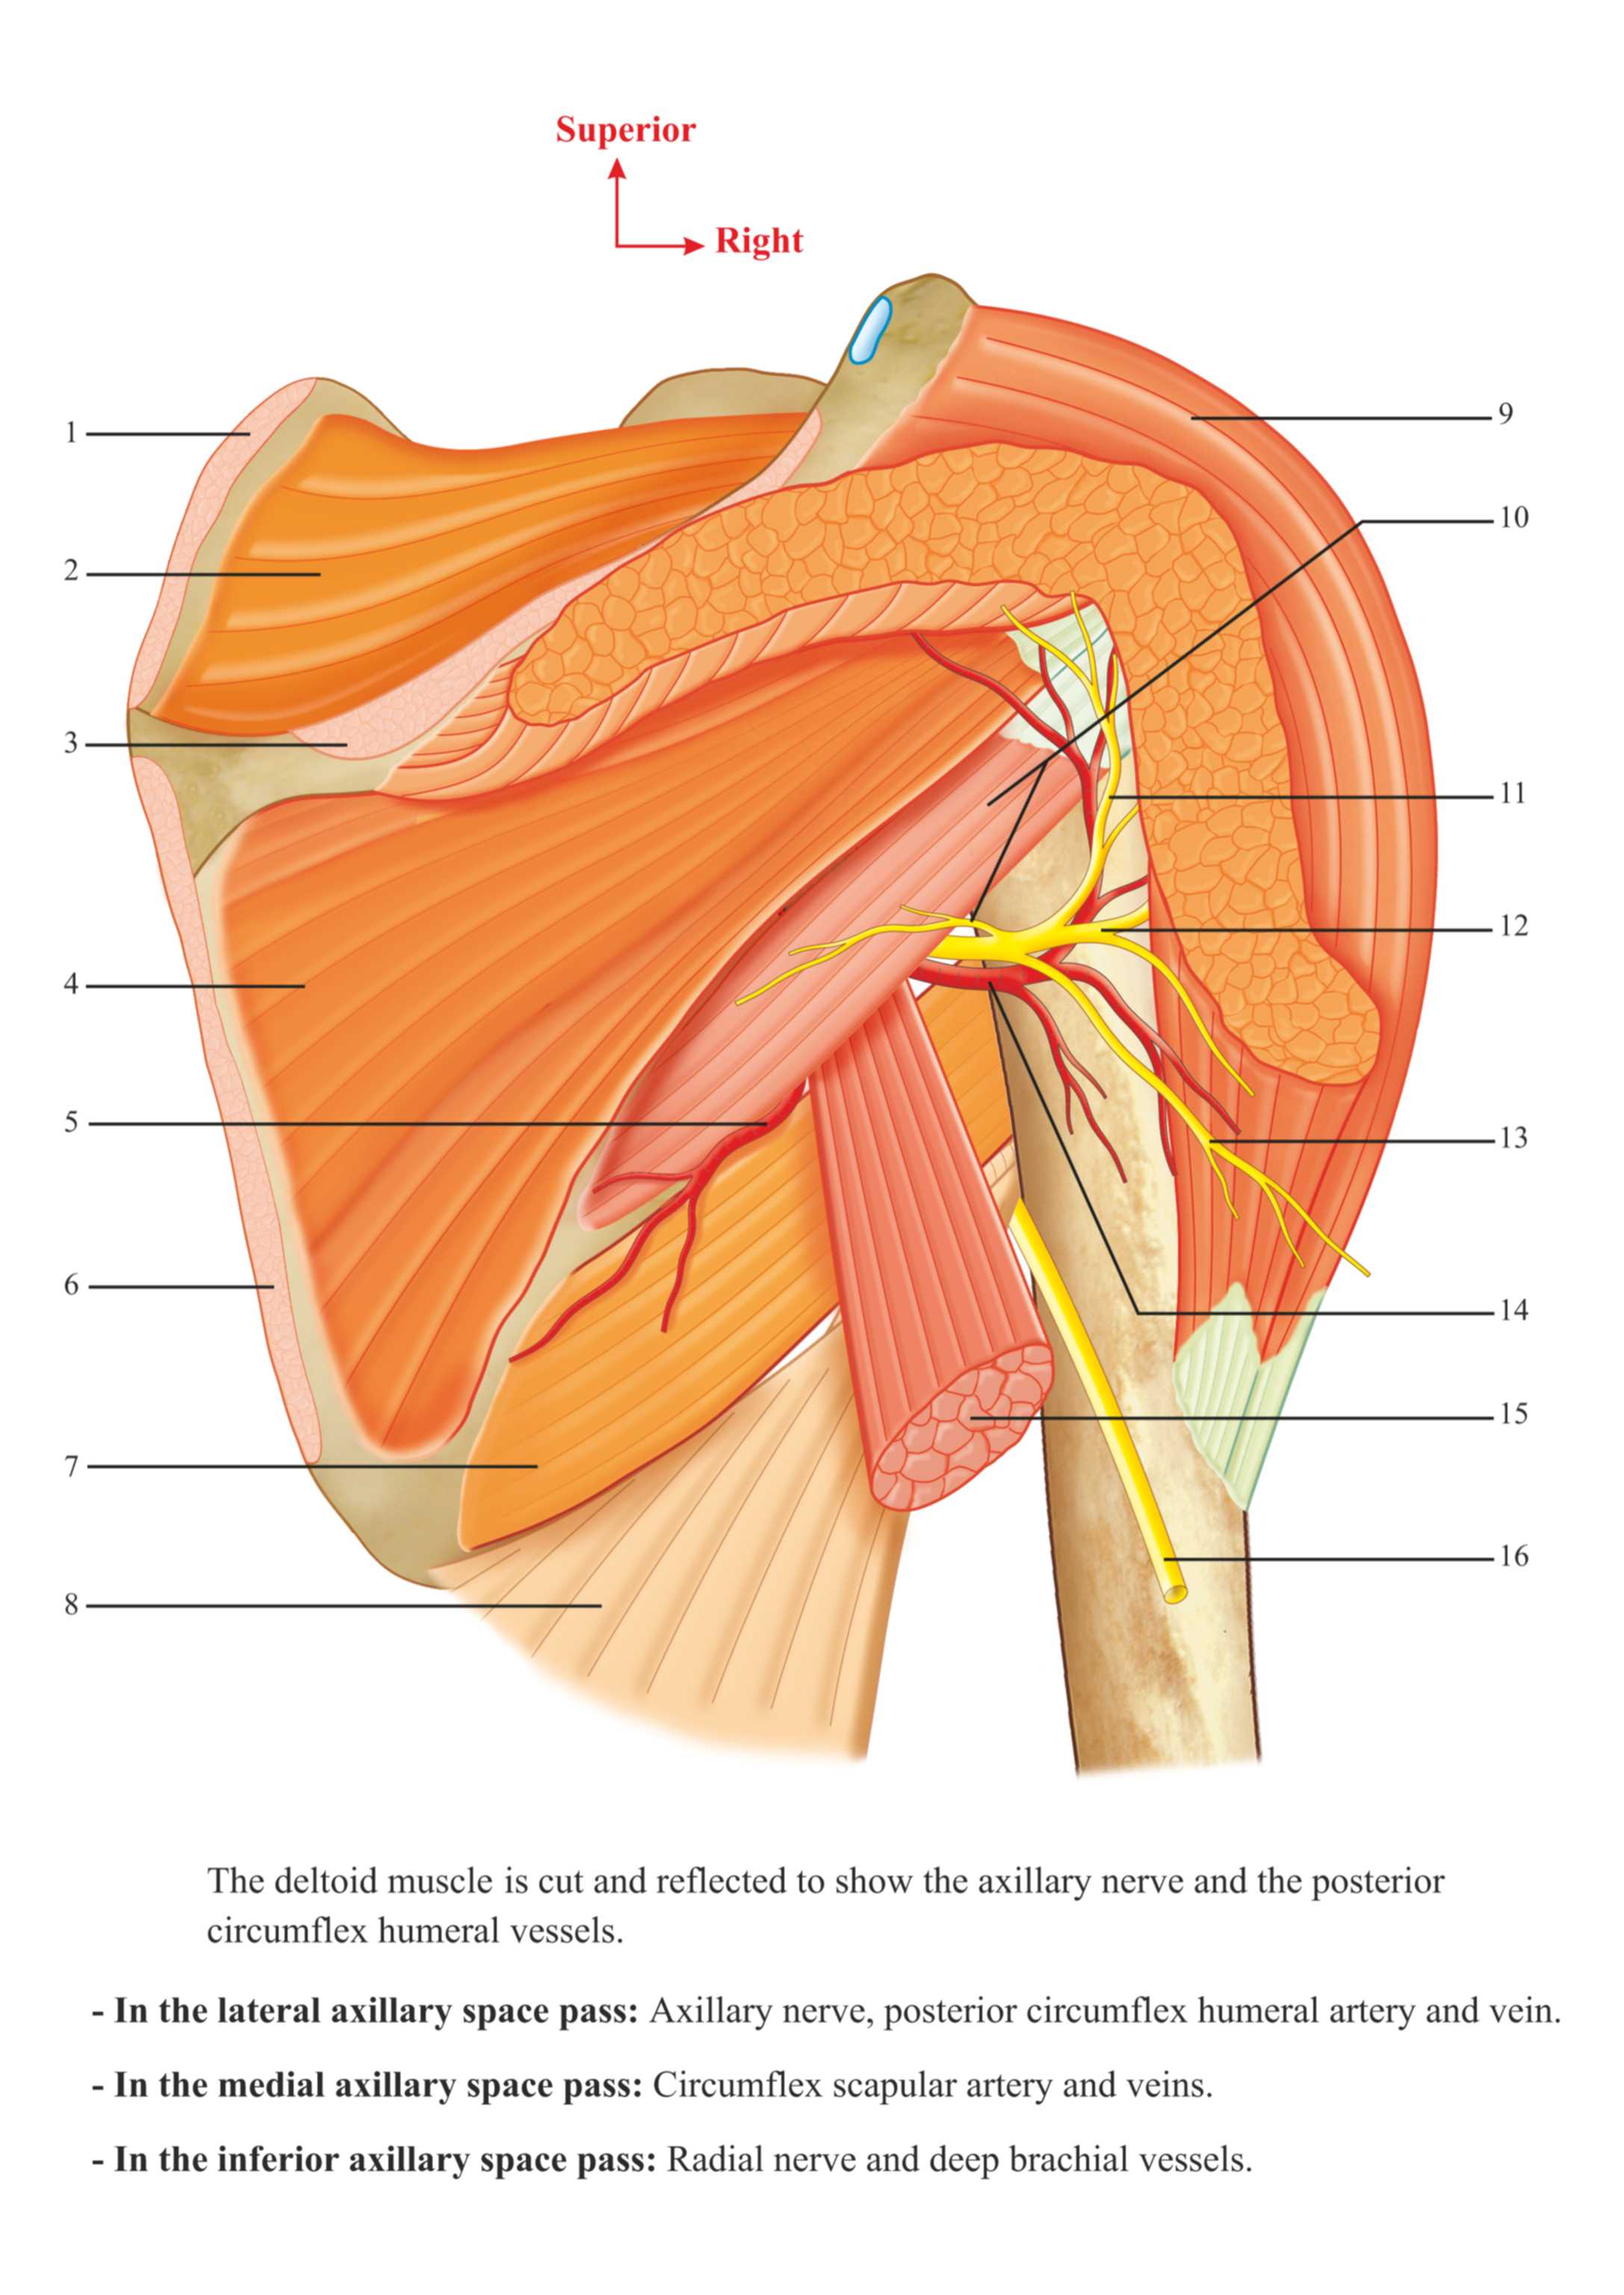 Superior
Right
1
2
3
4
5
6
7
8
9
10
11
12
13
14
15
16
The deltoid muscle is cut and reflected to show the axillary nerve and the posterior
circumflex humeral vessels.
- In the lateral axillary space pass: Axillary nerve, posterior circumflex humeral artery and vein.
- In the medial axillary space pass: Circumflex scapular artery and veins.
- In the inferior axillary space pass: Radial nerve and deep brachial vessels.